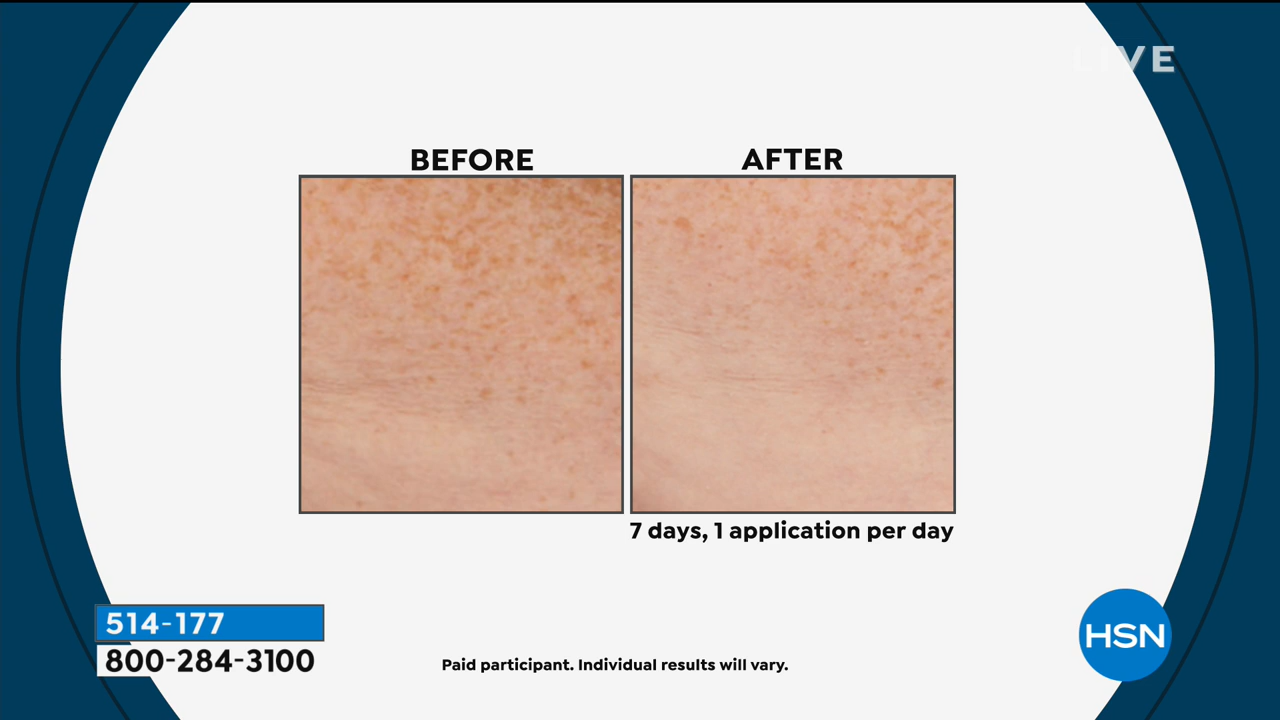 LIVE
BEFORE
AFTER
7 days, 1 application per day
514-177
800-284-3100
Paid participant. Individual results will vary.
HSN